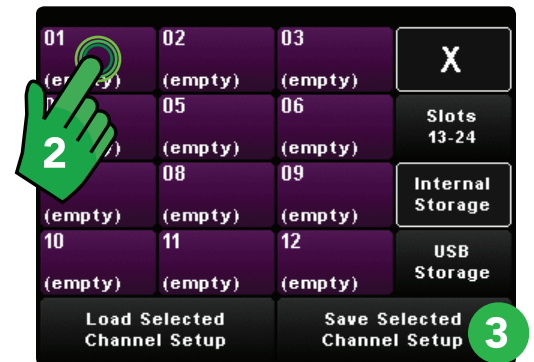 01 02 03 X
(empty) (empty)
05 06 Slots
13-24
2 (empty) (empty)
08 09 Internal
Storage
(empty) (empty) (empty)
10 11 12 USB
Storage
(empty) (empty) (empty)
Load Selected
Channel Setup
Save Selected
Channel Setup
3